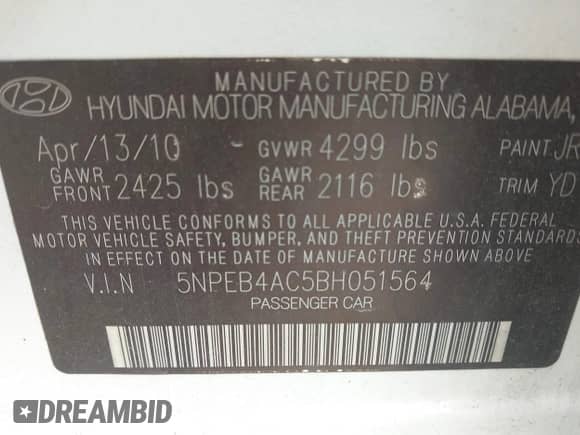 MANUFACTURED BY
HYUNDAI MOTOR MANUFACTURING ALABAMA,
Apr/13/10 GVWR 4299 lbs PAINT JR
GAWR FRONT 2425 lbs GAWR REAR 2116 lbs TRIM YD
THIS VEHICLE CONFORMS TO ALL APPLICABLE U.S.A. FEDERAL
MOTOR VEHICLE SAFETY, BUMPER, AND THEFT PREVENTION STAND
IN EFFECT ON THE DATE OF MANUFACTURE SHOWN ABOVE
V.I.N 5NPEB4AC5BH051564
PASSENGER CAR
DREAMBID